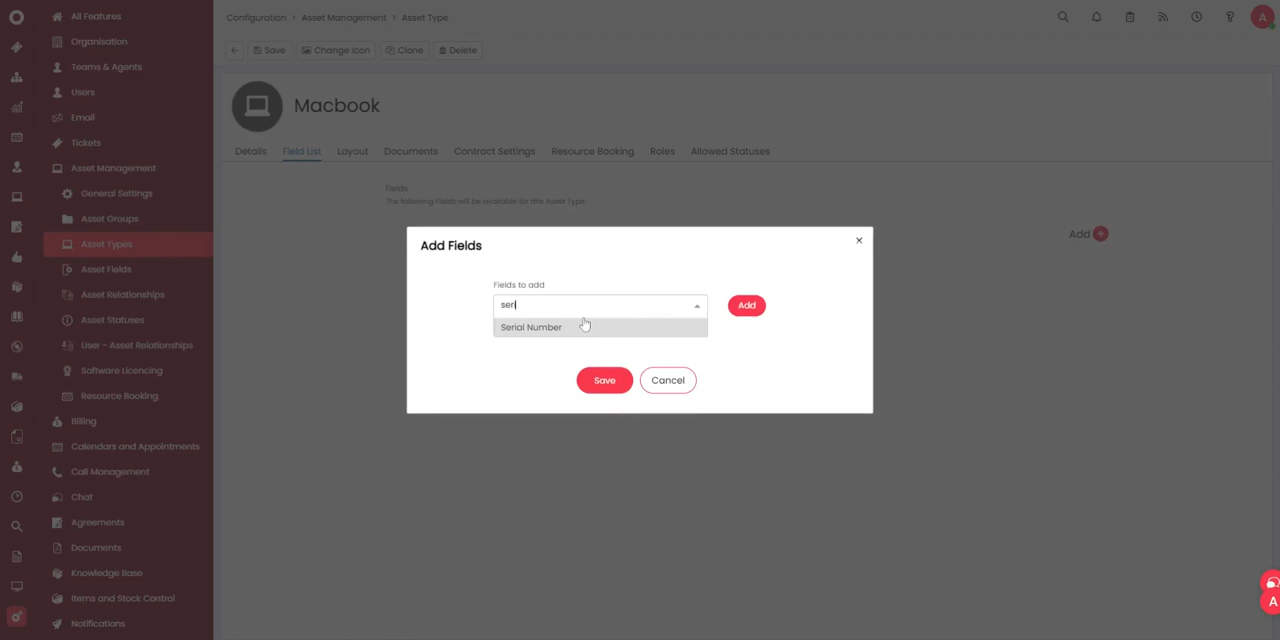 All Features
Organisation
Teams & Agents
Users
Email
Tickets
Asset Management
General Settings
Asset Groups
Asset Types
Asset Fields
Asset Relationships
Asset Statuses
User - Asset Relationships
Software Licencing
Resource Booking
Billing
Calendars and Appointments
Call Management
Chat
Agreements
Documents
Knowledge Base
Items and Stock Control
Notifications
Configuration > Asset Management > Asset Type
A
Save Change Icon Clone Delete
Macbook
Details Field List Layout Documents Contract Settings Resource Booking Roles Allowed Statuses
Fields
The following Fields will be available for this Asset Type
Add
Add Fields
Fields to add
seri
Add
Serial Number
Save Cancel
A